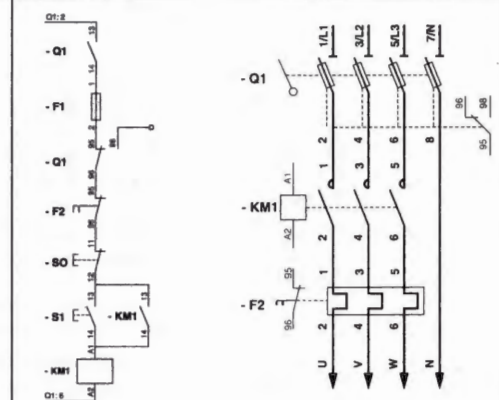 Q1: 2
13
- Q1
14
1
- F1
2
95
98
- Q1
96
95
- F2
96
11
- SO
12
13
13
- S1
- KM1
14
14
A1
- KM1
A2
Q1: 6
1/L1
3/L2
5/L3
7/N
- Q1
96
98
95
2
4
6
8
1
3
5
A1
- KM1
A2
2
4
6
1
3
5
95
- F2
96
2
4
6
U
V
W
N